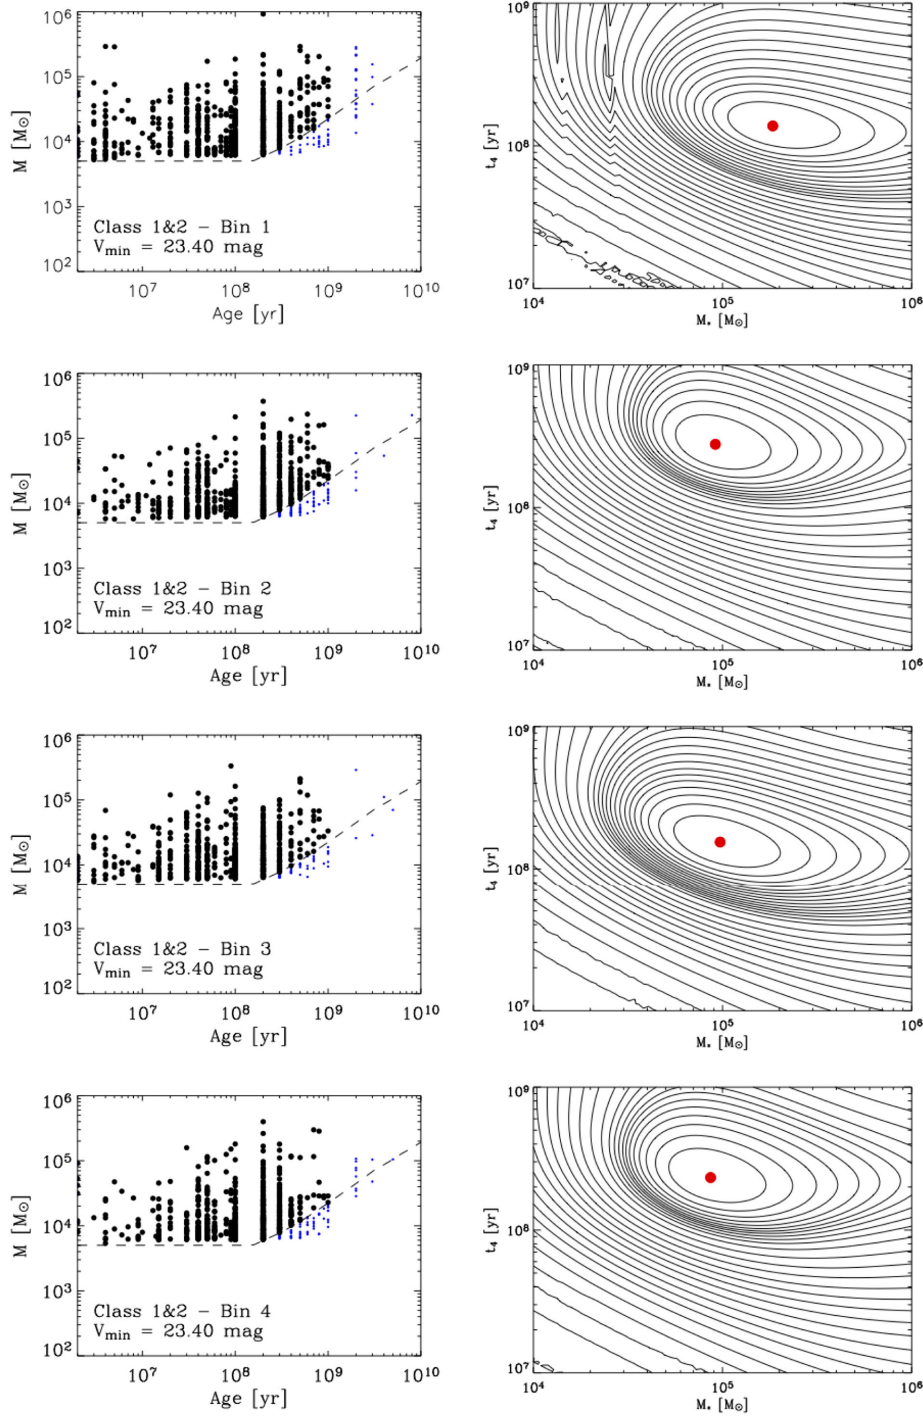 10⁶
10⁵
10⁴
10³
10²
M [M⊙]
Class 1&2 – Bin 1
Vmin = 23.40 mag
10⁷ 10⁸ 10⁹ 10¹⁰
Age [yr]
10⁹
10⁸
10⁷
t₄ [yr]
10⁴ 10⁵ 10⁶
M* [M⊙]
10⁶
10⁵
10⁴
10³
10²
M [M⊙]
Class 1&2 – Bin 2
Vmin = 23.40 mag
10⁷ 10⁸ 10⁹ 10¹⁰
Age [yr]
10⁹
10⁸
10⁷
t₄ [yr]
10⁴ 10⁵ 10⁶
M* [M⊙]
10⁶
10⁵
10⁴
10³
10²
M [M⊙]
Class 1&2 – Bin 3
Vmin = 23.40 mag
10⁷ 10⁸ 10⁹ 10¹⁰
Age [yr]
10⁹
10⁸
10⁷
t₄ [yr]
10⁴ 10⁵ 10⁶
M* [M⊙]
10⁶
10⁵
10⁴
10³
10²
M [M⊙]
Class 1&2 – Bin 4
Vmin = 23.40 mag
10⁷ 10⁸ 10⁹ 10¹⁰
Age [yr]
10⁹
10⁸
10⁷
t₄ [yr]
10⁴ 10⁵ 10⁶
M* [M⊙]